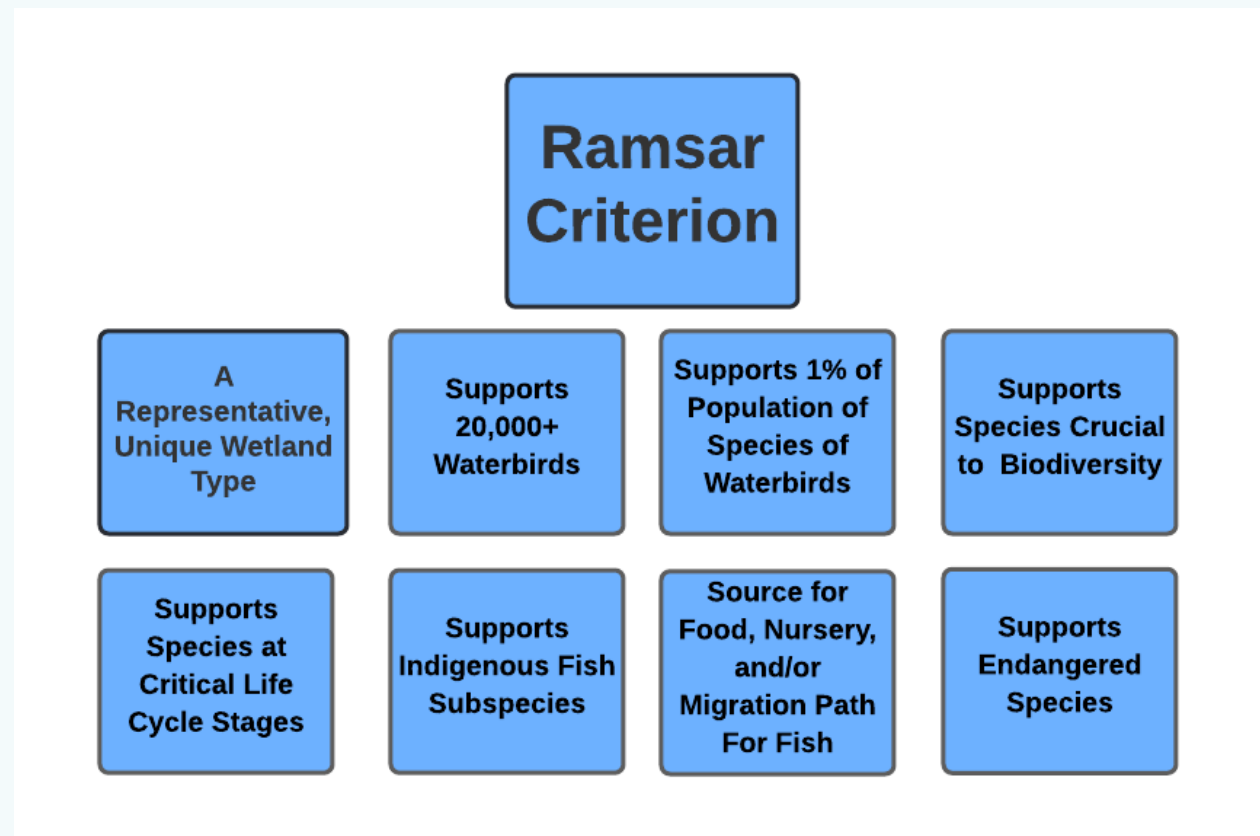 Ramsar
Criterion
A
Representative,
Unique Wetland
Type
Supports
20,000+
Waterbirds
Supports 1% of
Population of
Species of
Waterbirds
Supports
Species Crucial
to  Biodiversity
Supports
Species at
Critical Life
Cycle Stages
Supports
Indigenous Fish
Subspecies
Source for
Food, Nursery,
and/or
Migration Path
For Fish
Supports
Endangered
Species